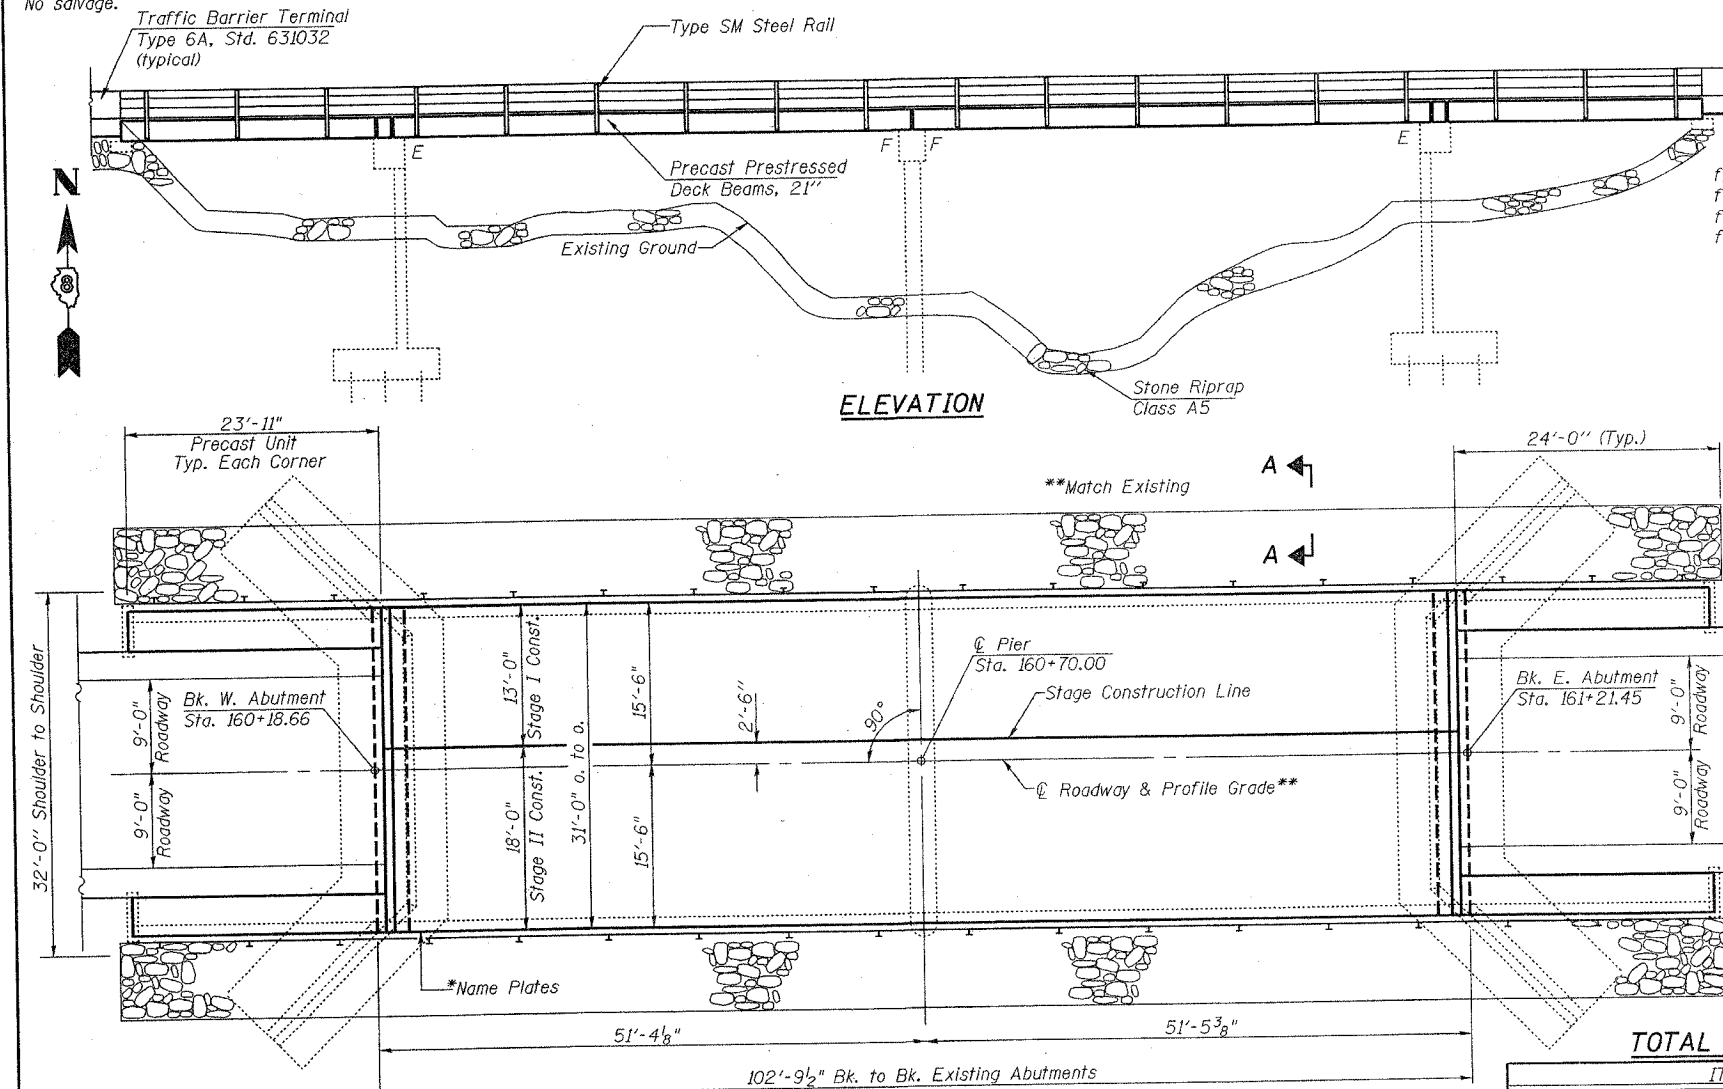 No salvage.
Traffic Barrier Terminal
Type 6A, Std. 631032
(typical)
Type SM Steel Rail
E
F
F
E
Precast Prestressed
Deck Beams, 21"
N
8
Existing Ground
f
f
f
f
Stone Riprap
Class A5
ELEVATION
23'-11"
Precast Unit
Typ. Each Corner
24'-0" (Typ.)
A
**Match Existing
A
32'-0" Shoulder to Shoulder
9'-0"
Roadway
9'-0"
Roadway
Bk. W. Abutment
Sta. 160+18.66
13'-0"
Stage I Const.
18'-0"
Stage II Const.
31'-0" o. to o.
15'-6"
15'-6"
2'-6"
90°
℄ Pier
Sta. 160+70.00
Stage Construction Line
℄ Roadway & Profile Grade**
Bk. E. Abutment
Sta. 161+21.45
9'-0"
Roadway
9'-0"
Roadway
*Name Plates
51'-4⅛"
51'-5⅜"
102'-9½" Bk. to Bk. Existing Abutments
TOTAL
IT